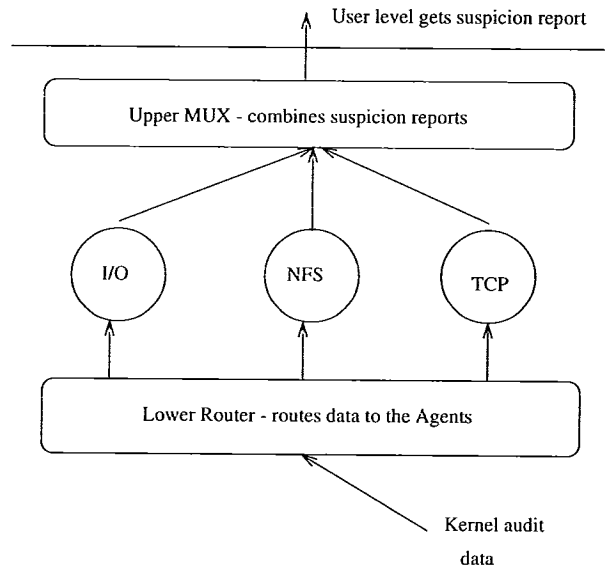 User level gets suspicion report
Upper MUX - combines suspicion reports
I/O
NFS
TCP
Lower Router - routes data to the Agents
Kernel audit
data